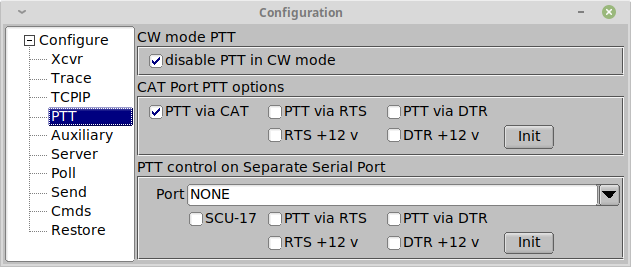 Configuration
Configure
Xcvr
Trace
TCPIP
PTT
Auxiliary
Server
Poll
Send
Cmds
Restore
CW mode PTT
disable PTT in CW mode
CAT Port PTT options
PTT via CAT PTT via RTS PTT via DTR
RTS +12 v DTR +12 v Init
PTT control on Separate Serial Port
Port NONE
SCU-17 PTT via RTS PTT via DTR
RTS +12 v DTR +12 v Init